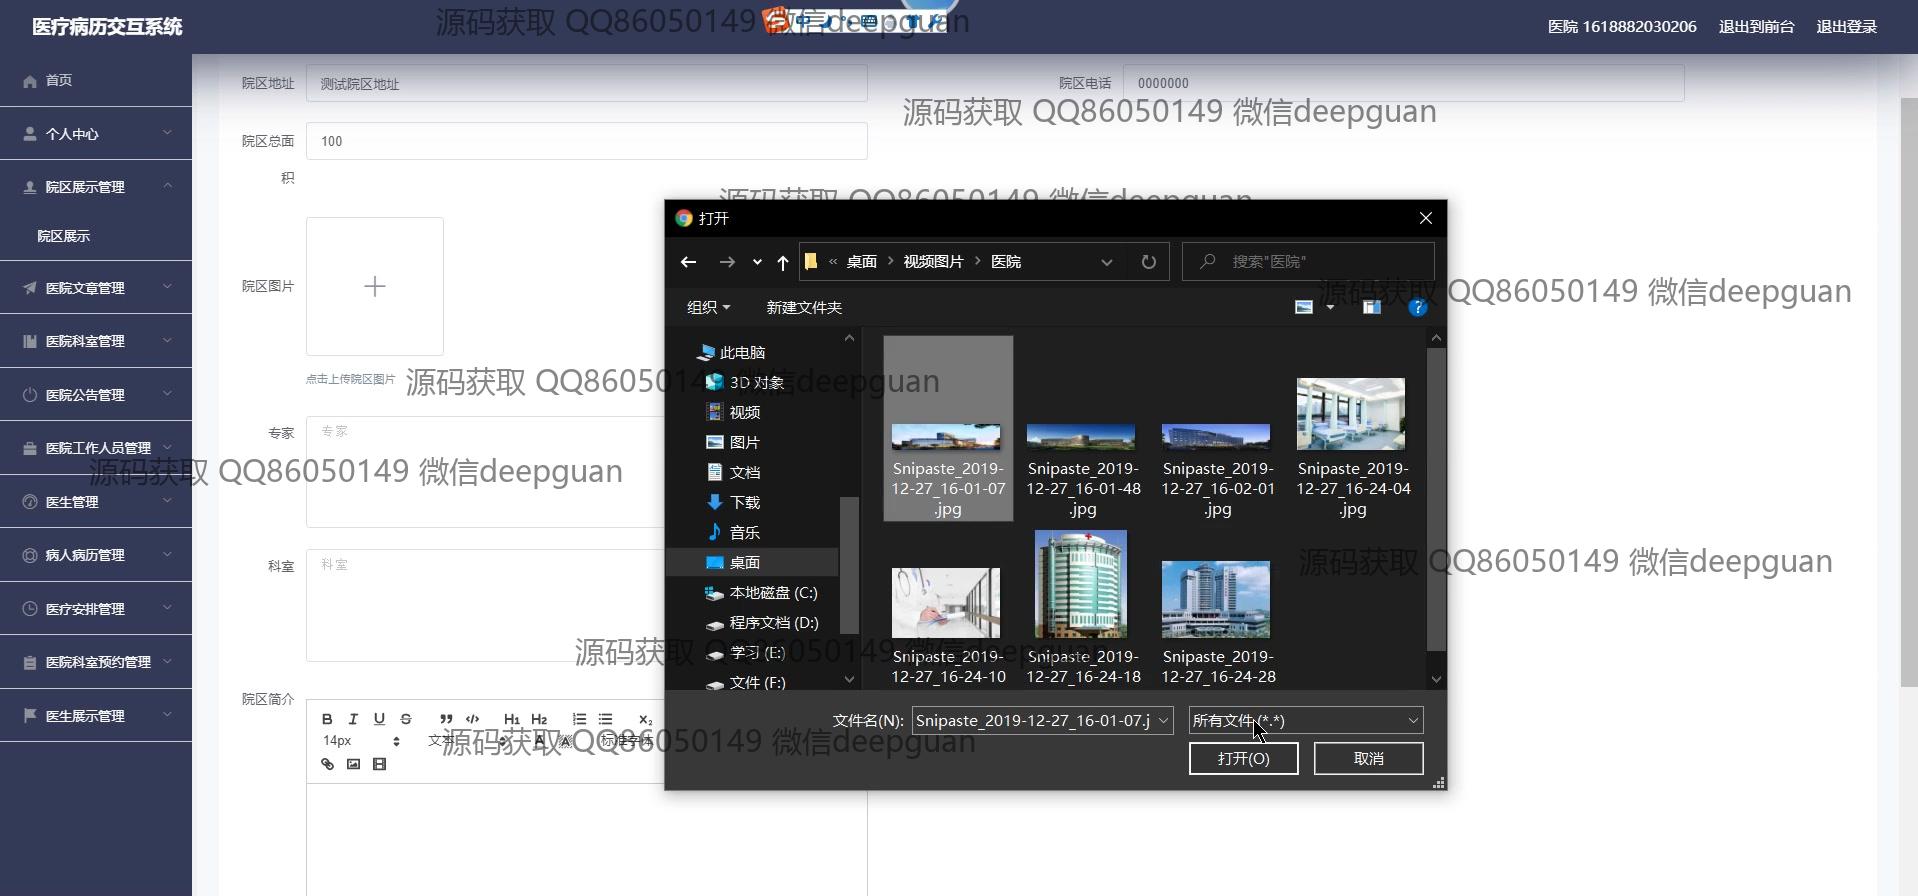 医疗病历交互系统
源码获取 QQ86050149 微信deepguan
医院 1618882030206
退出到前台
退出登录
首页
个人中心
院区展示管理
院区展示
医院文章管理
医院科室管理
医院公告管理
医院工作人员管理
医生管理
病人病历管理
医疗安排管理
医院科室预约管理
医生展示管理
院区地址
测试院区地址
院区电话
0000000
源码获取 QQ86050149 微信deepguan
院区总面
积
100
源码获取 QQ86050149 微信deepguan
院区图片
点击上传院区图片
源码获取 QQ86050149 微信deepguan
源码获取 QQ86050149 微信deepguan
专家
专家
源码获取 QQ86050149 微信deepguan
科室
科室
源码获取 QQ86050149 微信deepguan
源码获取 QQ86050149 微信deepguan
院区简介
B I U S
H1 H2
14px
文本
标准字体
源码获取 QQ86050149 微信deepguan
打开
« 桌面 › 视频图片 › 医院
搜索"医院"
组织
新建文件夹
此电脑
3D 对象
视频
图片
文档
下载
音乐
桌面
本地磁盘 (C:)
程序文档 (D:)
学习 (E:)
文件 (F:)
Snipaste_2019-
12-27_16-01-07
.jpg
Snipaste_2019-
12-27_16-01-48
.jpg
Snipaste_2019-
12-27_16-02-01
.jpg
Snipaste_2019-
12-27_16-24-04
.jpg
Snipaste_2019-
12-27_16-24-10
Snipaste_2019-
12-27_16-24-18
Snipaste_2019-
12-27_16-24-28
文件名(N):
Snipaste_2019-12-27_16-01-07.j
所有文件 (*.*)
打开(O)
取消